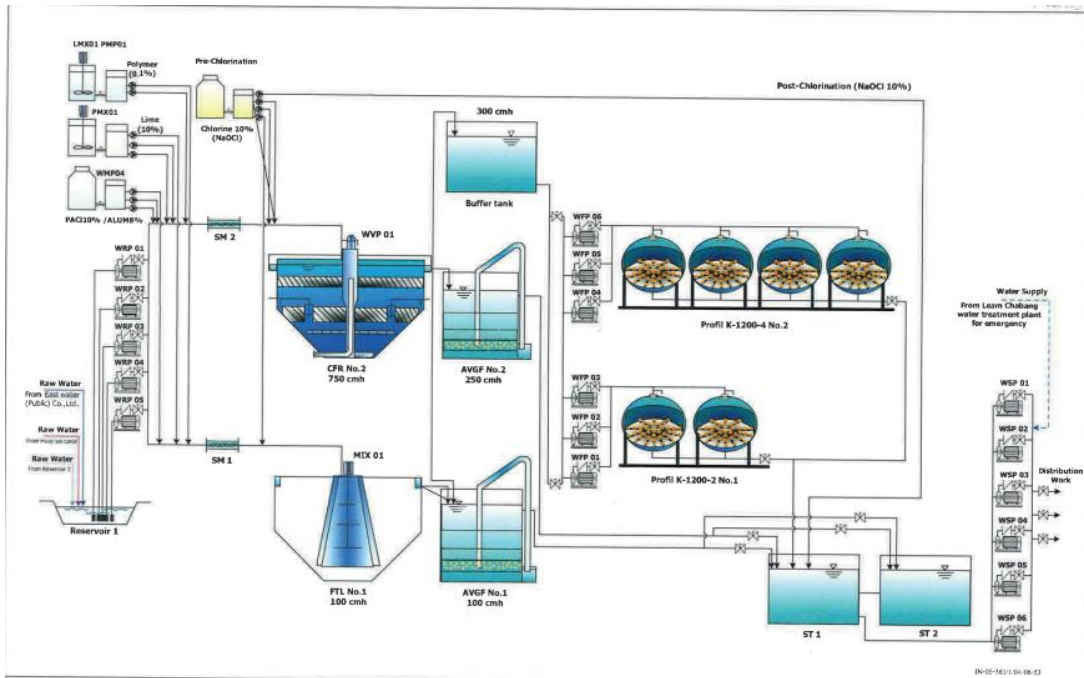 LMX01 PMP01
Polymer
(0.1%)
PMX01
Lime
(10%)
WMP04
PACl10% /ALUM8%
Pre-Chlorination
Chlorine 10%
(NaOCl)
Post-Chlorination (NaOCl 10%)
300 cmh
Buffer tank
SM 2
WVP 01
WRP 01
WRP 02
WRP 03
WRP 04
WRP 05
CFR No.2
750 cmh
AVGF No.2
250 cmh
WFP 06
WFP 05
WFP 04
Profil K-1200-4 No.2
Water Supply
From Leam Chabang
water treatment plant
for emergency
Raw Water
From East water
(Public) Co.,Ltd.
Raw Water
Raw Water
From Reservoir 2
Reservoir 1
SM 1
MIX 01
FTL No.1
100 cmh
AVGF No.1
100 cmh
WFP 03
WFP 02
WFP 01
Profil K-1200-2 No.1
WSP 01
WSP 02
WSP 03
WSP 04
WSP 05
WSP 06
Distribution
Work
ST 1
ST 2